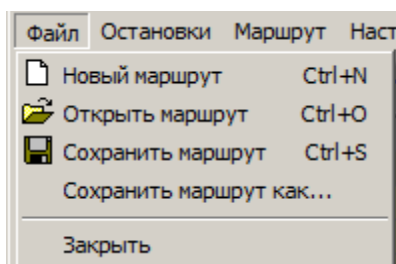 Файл Остановки Маршрут
Новый маршрут Ctrl+N
Открыть маршрут Ctrl+O
Сохранить маршрут Ctrl+S
Сохранить маршрут как...
Закрыть